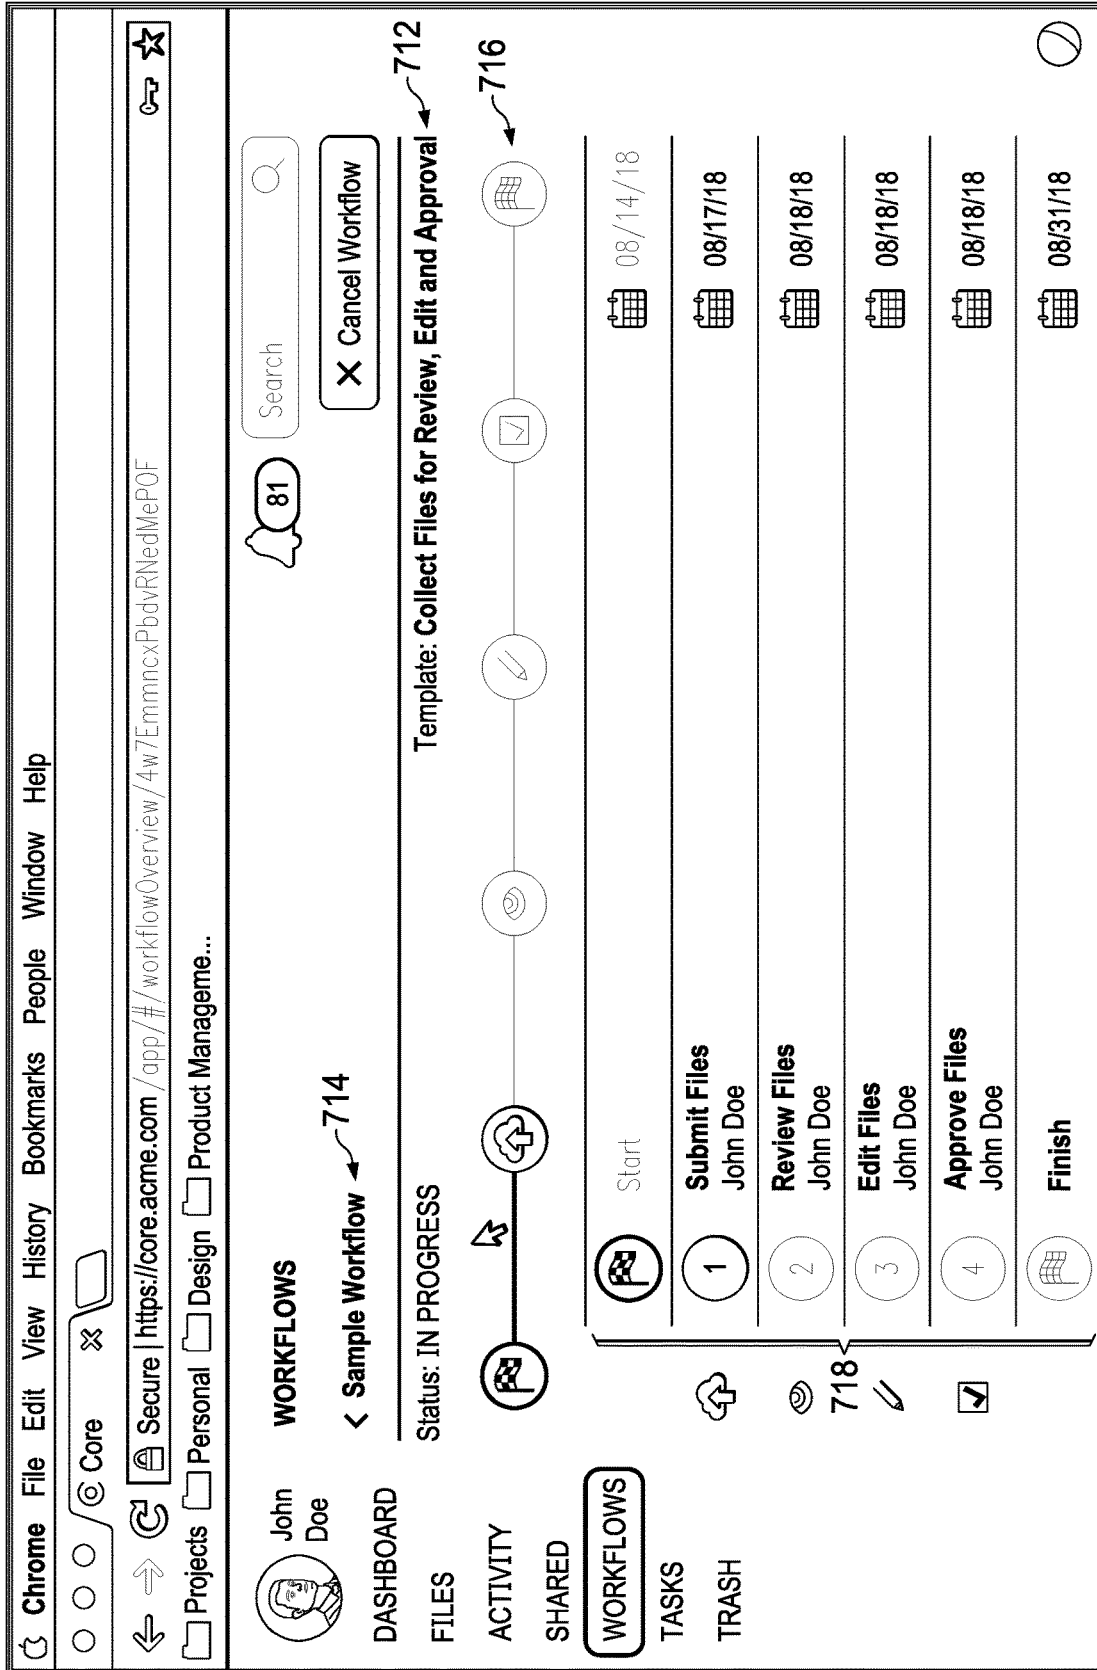 Chrome File Edit View History Bookmarks People Window Help
Core
Secure | https://core.acme.com/app/#/workflowOverview/4w7EmmncxPbdvRNedMePOF
Projects Personal Design Product Manageme...
John
Doe
DASHBOARD
FILES
ACTIVITY
SHARED
WORKFLOWS
TASKS
TRASH
WORKFLOWS
81
Search
< Sample Workflow
714
X Cancel Workflow
Status: IN PROGRESS
Template: Collect Files for Review, Edit and Approval
712
716
Start 08/14/18
1 Submit Files 08/17/18
John Doe
2 Review Files 08/18/18
John Doe
718
3 Edit Files 08/18/18
John Doe
4 Approve Files 08/18/18
John Doe
Finish 08/31/18